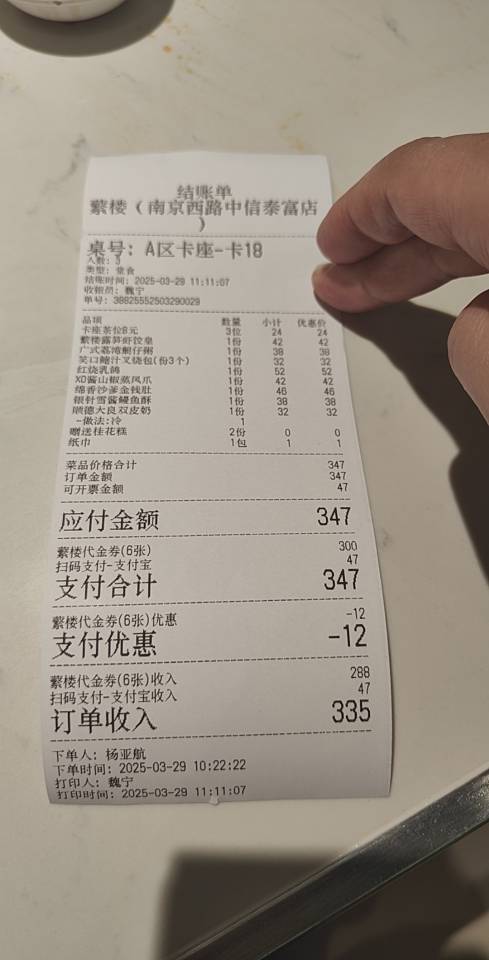 结账单
繁楼（南京西路中信泰富店
）
桌号: A区卡座-卡18
人数: 3
类型: 堂食
结账时间: 2025-03-29 11:11:07
收银员: 魏宁
单号: 38825552503290029
品项 数量 小计 优惠价
卡座茶位8元 3位 24 24
繁楼露笋虾饺皇 1份 42 42
广式荔湾艇仔粥 1份 38 38
笑口鲍汁叉烧包(份3个) 1份 32 32
红烧乳鸽 1份 52 52
XO酱山椒蒸凤爪 1份 42 42
绵香沙爹金钱肚 1份 46 46
银针雪酱鳗鱼酥 1份 38 38
顺德大良双皮奶 1份 32 32
-做法:冷 1
赠送桂花糕 2份 0 0
纸巾 1包 1 1
菜品价格合计 347
订单金额 347
可开票金额 47
应付金额 347
繁楼代金券(6张) 300
扫码支付-支付宝 47
支付合计 347
繁楼代金券(6张)优惠 -12
支付优惠 -12
繁楼代金券(6张)收入 288
扫码支付-支付宝收入 47
订单收入 335
下单人: 杨亚航
下单时间: 2025-03-29 10:22:22
打印人: 魏宁
打印时间: 2025-03-29 11:11:07